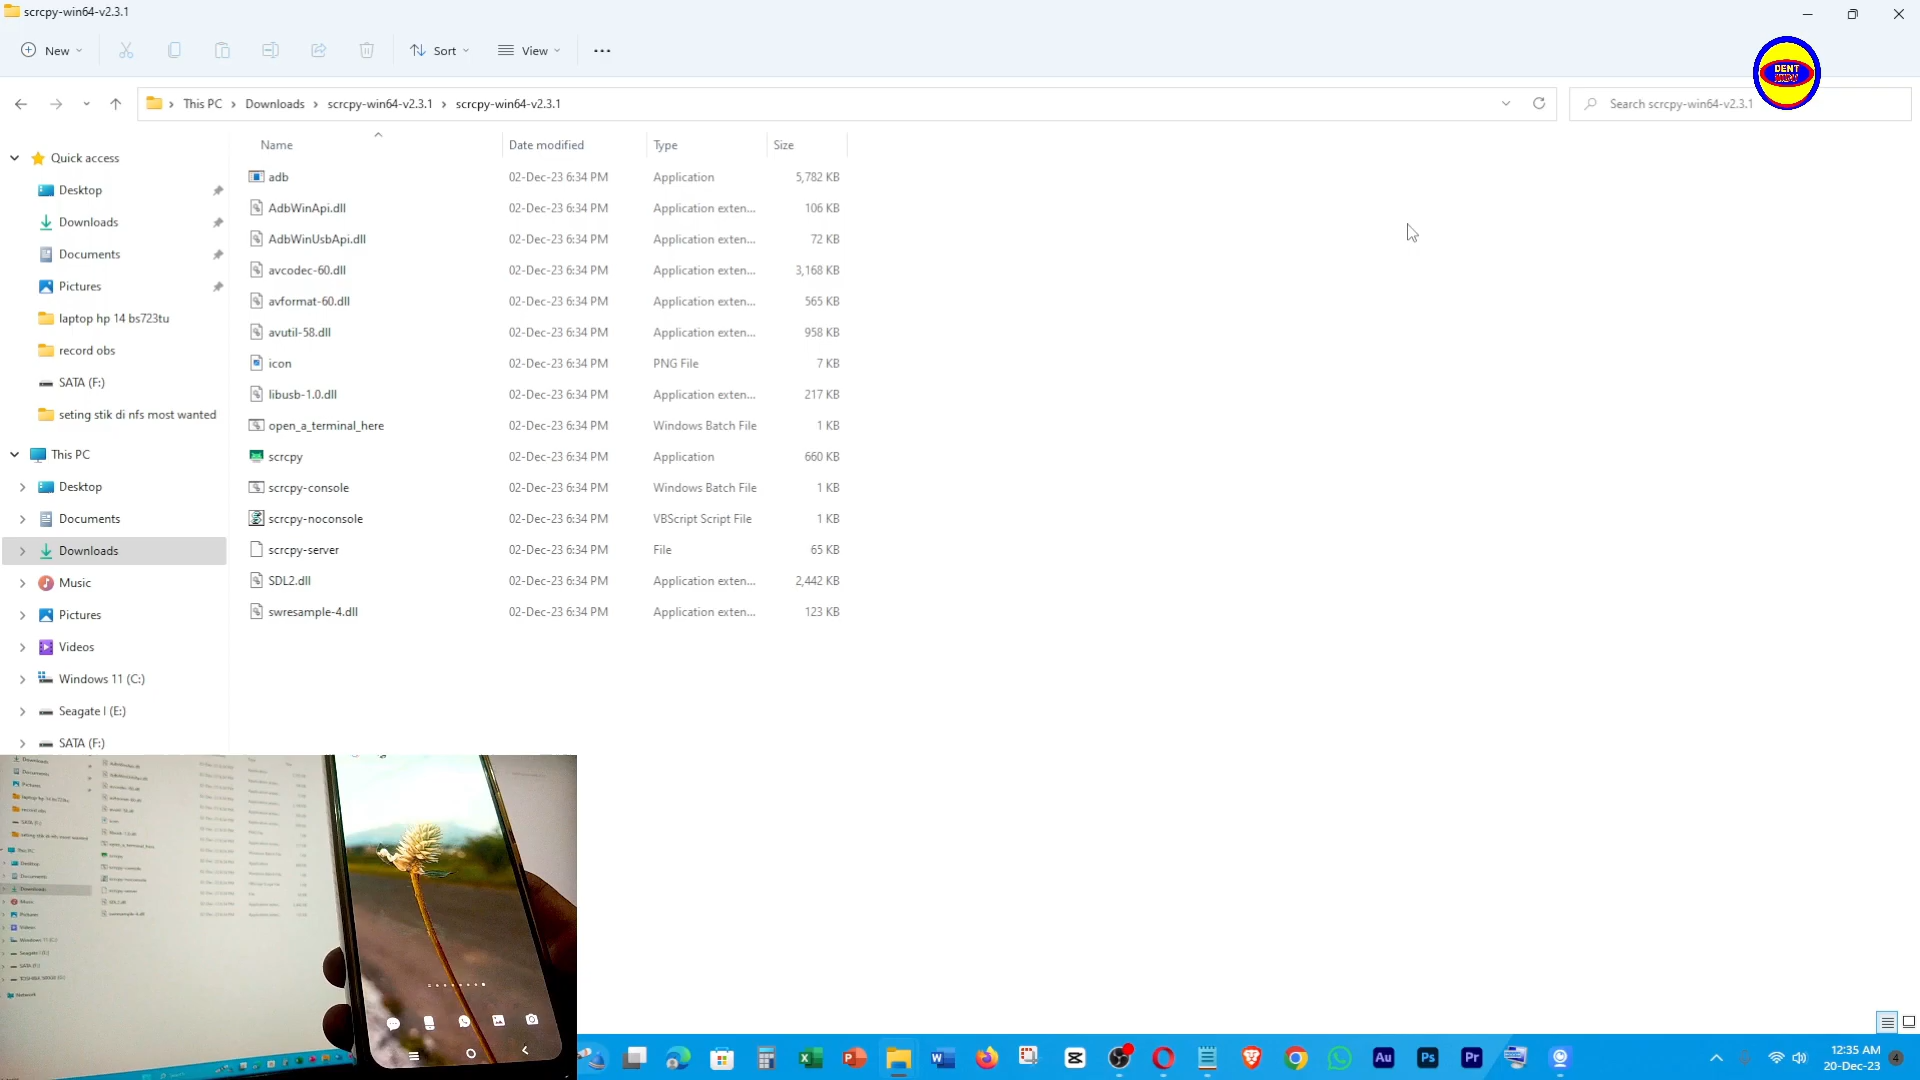 scrcpy-win64-v2.3.1
New
Sort
View
This PC
Downloads
scrcpy-win64-v2.3.1
scrcpy-win64-v2.3.1
Search scrcpy-win64-v2.3.1
DENT
Name Date modified Type Size
adb 02-Dec-23 6:34 PM Application 5,782 KB
AdbWinApi.dll 02-Dec-23 6:34 PM Application exten... 106 KB
AdbWinUsbApi.dll 02-Dec-23 6:34 PM Application exten... 72 KB
avcodec-60.dll 02-Dec-23 6:34 PM Application exten... 3,168 KB
avformat-60.dll 02-Dec-23 6:34 PM Application exten... 565 KB
avutil-58.dll 02-Dec-23 6:34 PM Application exten... 958 KB
icon 02-Dec-23 6:34 PM PNG File 7 KB
libusb-1.0.dll 02-Dec-23 6:34 PM Application exten... 217 KB
open_a_terminal_here 02-Dec-23 6:34 PM Windows Batch File 1 KB
scrcpy 02-Dec-23 6:34 PM Application 660 KB
scrcpy-console 02-Dec-23 6:34 PM Windows Batch File 1 KB
scrcpy-noconsole 02-Dec-23 6:34 PM VBScript Script File 1 KB
scrcpy-server 02-Dec-23 6:34 PM File 65 KB
SDL2.dll 02-Dec-23 6:34 PM Application exten... 2,442 KB
swresample-4.dll 02-Dec-23 6:34 PM Application exten... 123 KB
Quick access
Desktop
Downloads
Documents
Pictures
laptop hp 14 bs723tu
record obs
SATA (F:)
seting stik di nfs most wanted
This PC
Desktop
Documents
Downloads
Music
Pictures
Videos
Windows 11 (C:)
Seagate I (E:)
SATA (F:)
Au
Ps
Pr
12:35 AM
20-Dec-23
4